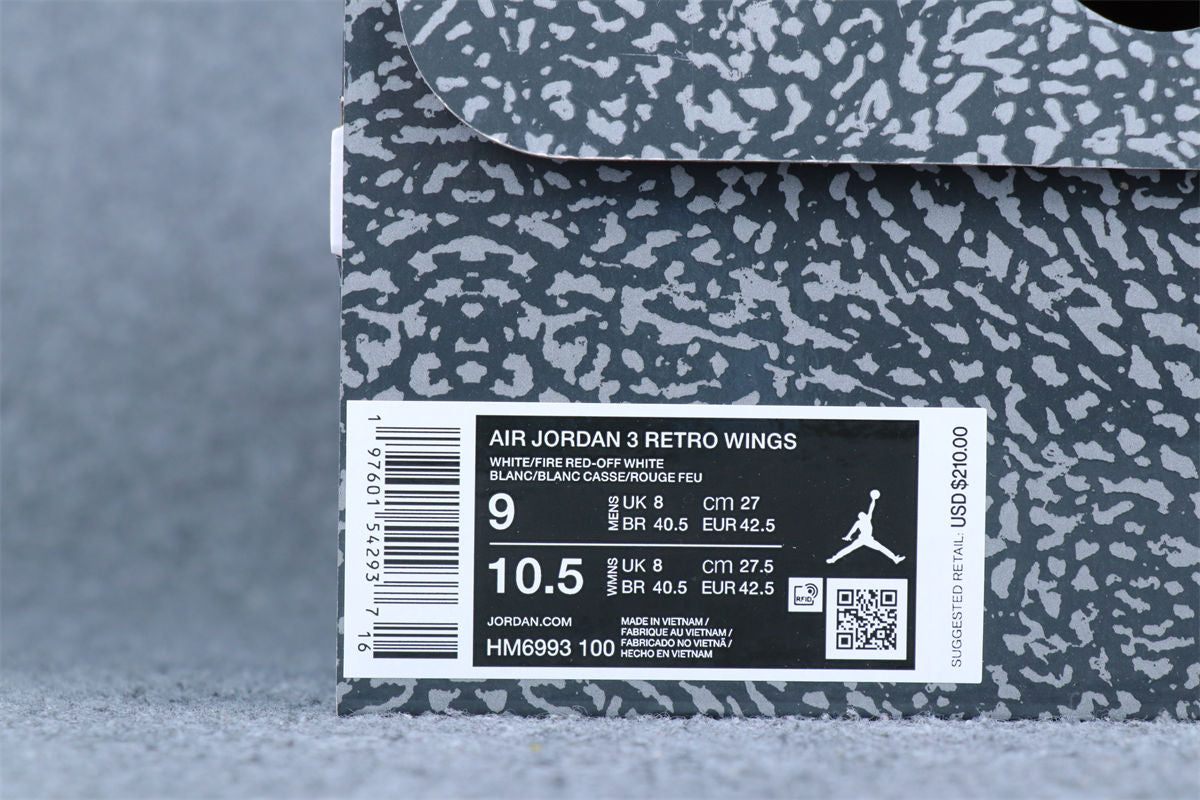 AIR JORDAN 3 RETRO WINGS
WHITE/FIRE RED-OFF WHITE
BLANC/BLANC CASSE/ROUGE FEU
9
MENS
UK 8 cm 27
BR 40.5 EUR 42.5
10.5
WMNS
UK 8 cm 27.5
BR 40.5 EUR 42.5
RFID
JORDAN.COM
HM6993 100
MADE IN VIETNAM /
FABRIQUE AU VIETNAM /
FABRICADO NO VIETNÃ /
HECHO EN VIETNAM
1 97601 54293 7 16
SUGGESTED RETAIL: USD $210.00